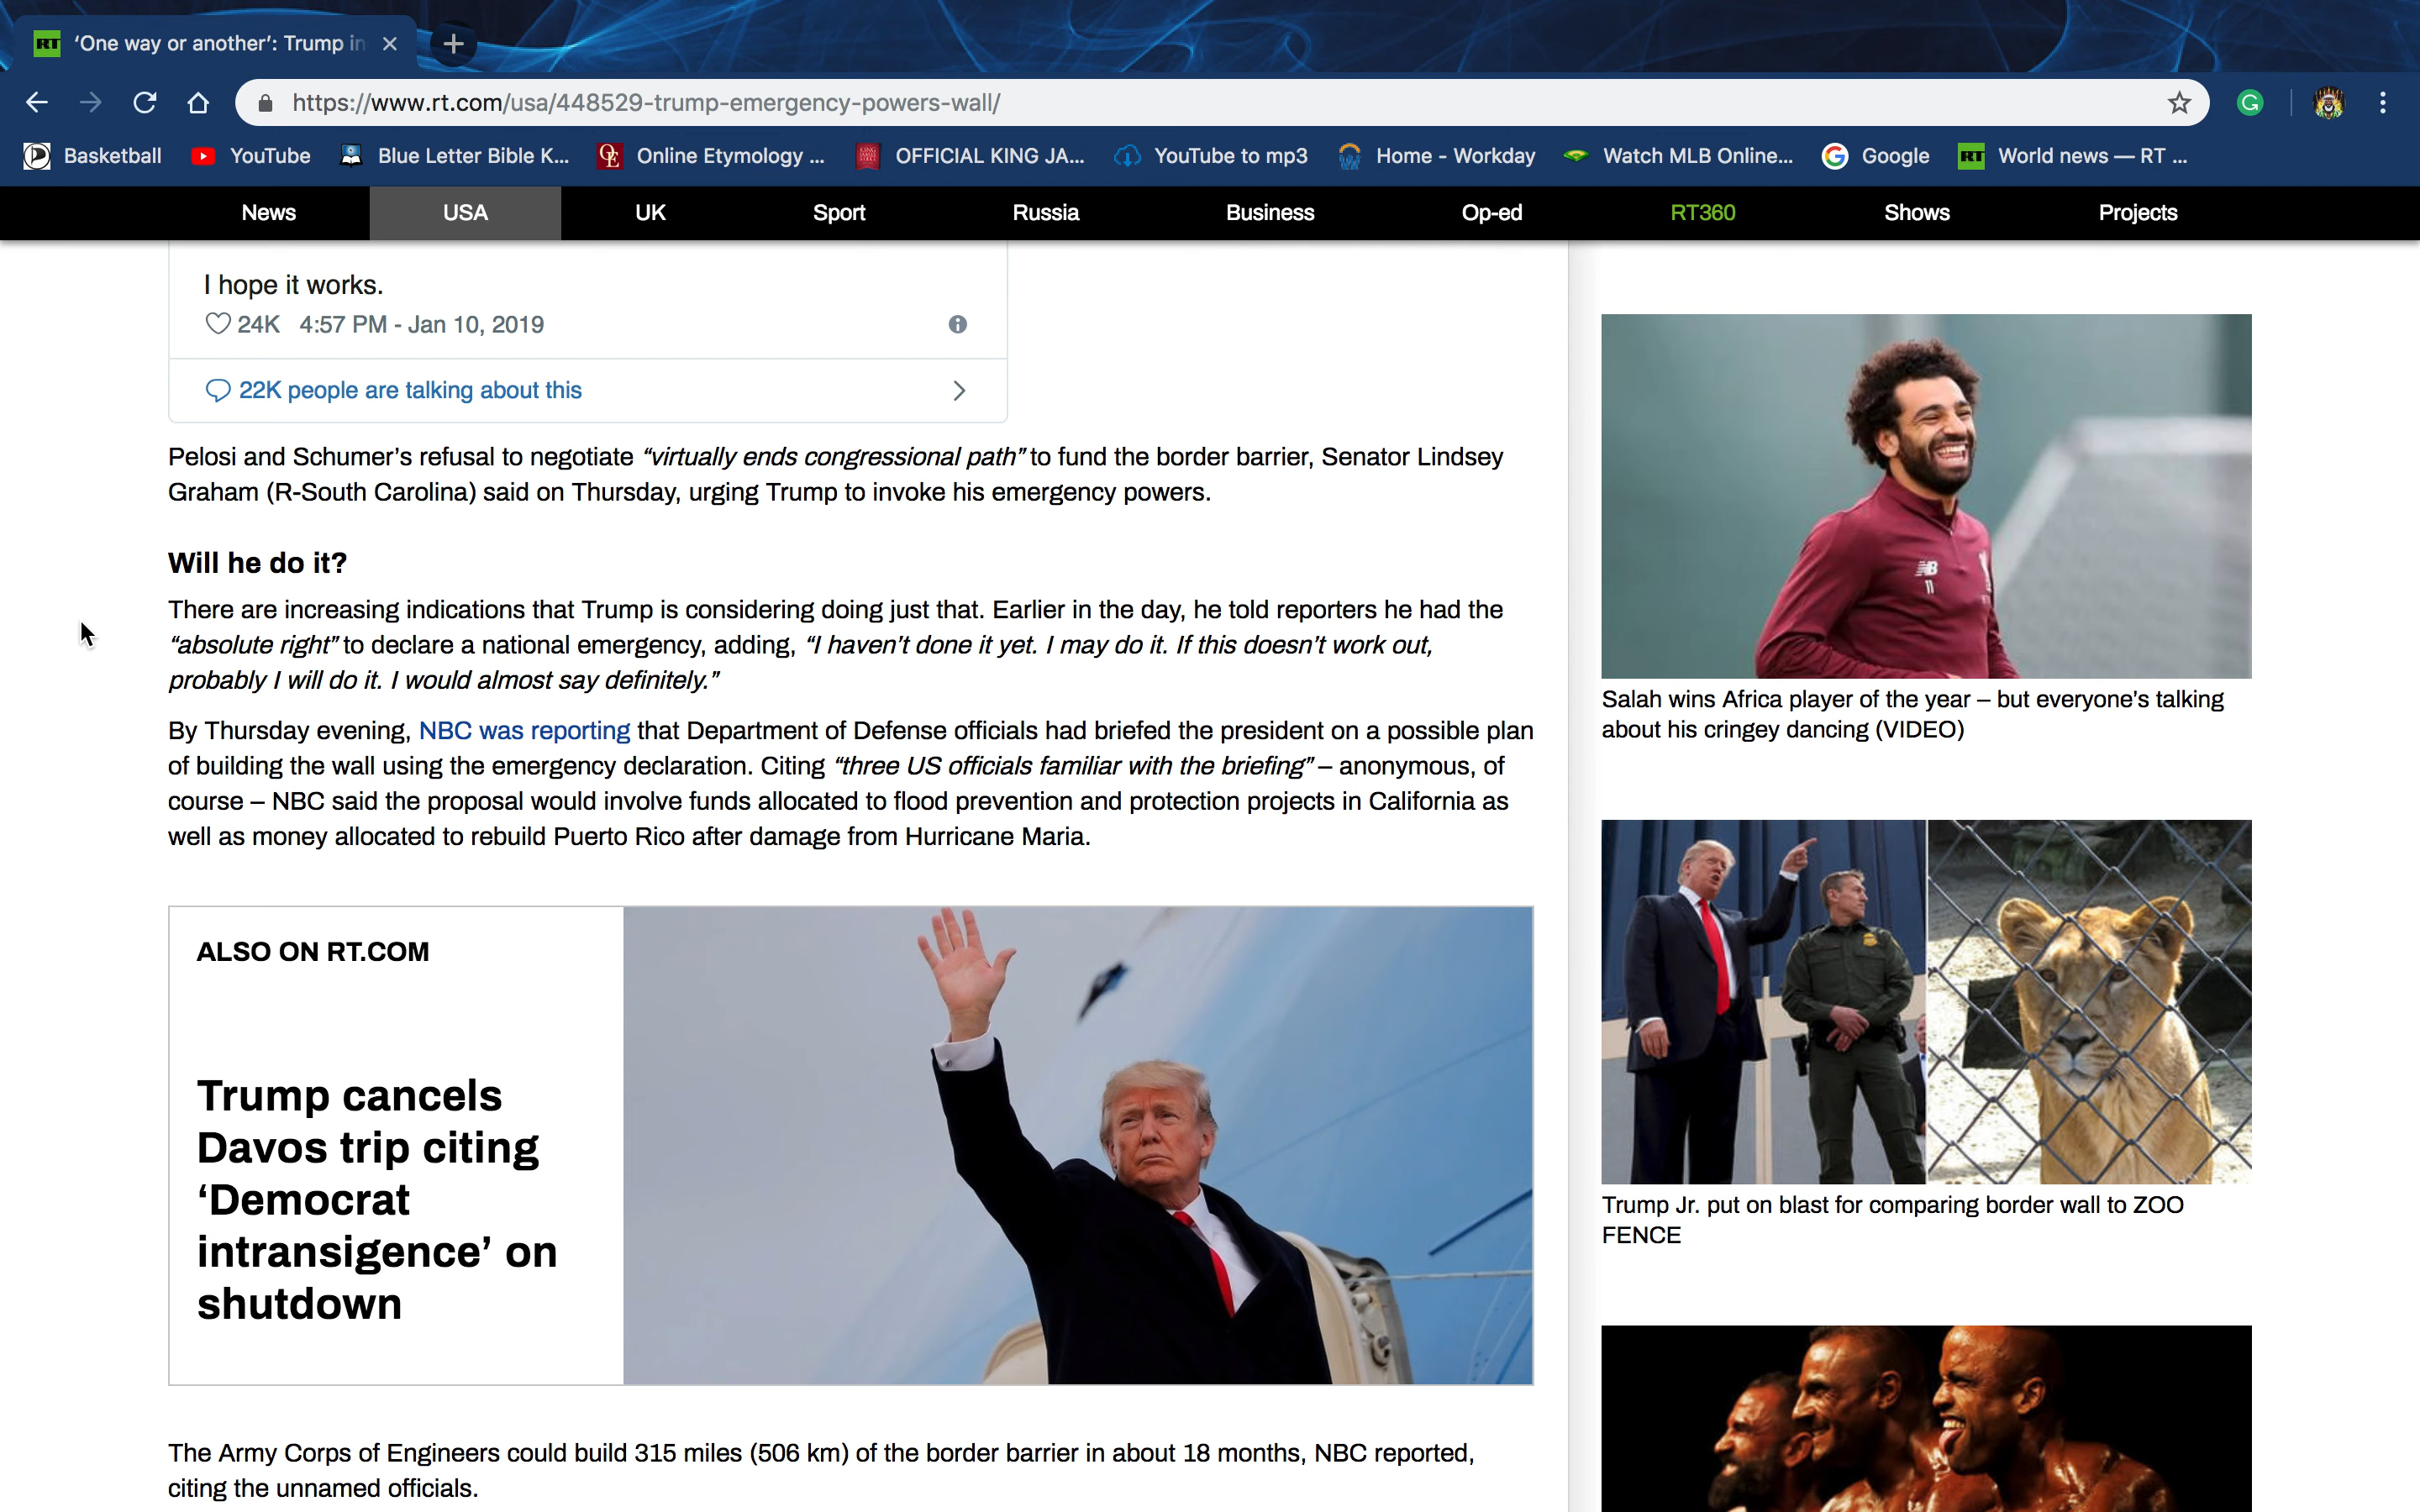 RT
‘One way or another’: Trump in
https://www.rt.com/usa/448529-trump-emergency-powers-wall/
G
Basketball
YouTube
Blue Letter Bible K...
OE
Online Etymology ...
OFFICIAL KING JA...
YouTube to mp3
Home - Workday
Watch MLB Online...
Google
RT
World news — RT ...
News
USA
UK
Sport
Russia
Business
Op-ed
RT360
Shows
Projects
I hope it works.
24K 4:57 PM - Jan 10, 2019
22K people are talking about this
Pelosi and Schumer’s refusal to negotiate “virtually ends congressional path” to fund the border barrier, Senator Lindsey
Graham (R-South Carolina) said on Thursday, urging Trump to invoke his emergency powers.
Will he do it?
There are increasing indications that Trump is considering doing just that. Earlier in the day, he told reporters he had the
“absolute right” to declare a national emergency, adding, “I haven’t done it yet. I may do it. If this doesn’t work out,
probably I will do it. I would almost say definitely.”
By Thursday evening, NBC was reporting that Department of Defense officials had briefed the president on a possible plan
of building the wall using the emergency declaration. Citing “three US officials familiar with the briefing” – anonymous, of
course – NBC said the proposal would involve funds allocated to flood prevention and protection projects in California as
well as money allocated to rebuild Puerto Rico after damage from Hurricane Maria.
ALSO ON RT.COM
Trump cancels
Davos trip citing
‘Democrat
intransigence’ on
shutdown
The Army Corps of Engineers could build 315 miles (506 km) of the border barrier in about 18 months, NBC reported,
citing the unnamed officials.
NB
11
Salah wins Africa player of the year – but everyone’s talking
about his cringey dancing (VIDEO)
Trump Jr. put on blast for comparing border wall to ZOO
FENCE